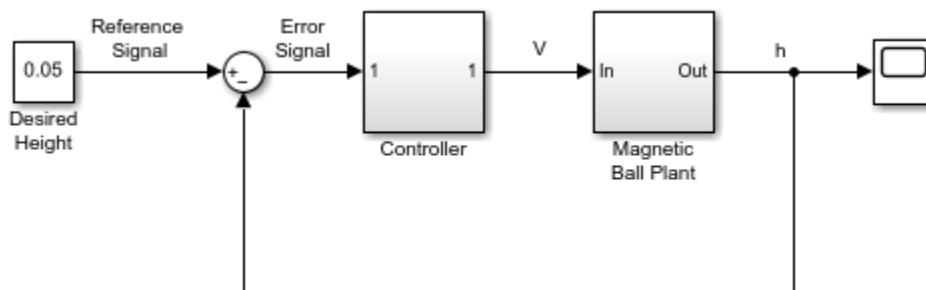 Reference
Signal
Error
Signal
0.05
+
−
1
1
V
In
Out
h
Desired
Height
Controller
Magnetic
Ball Plant